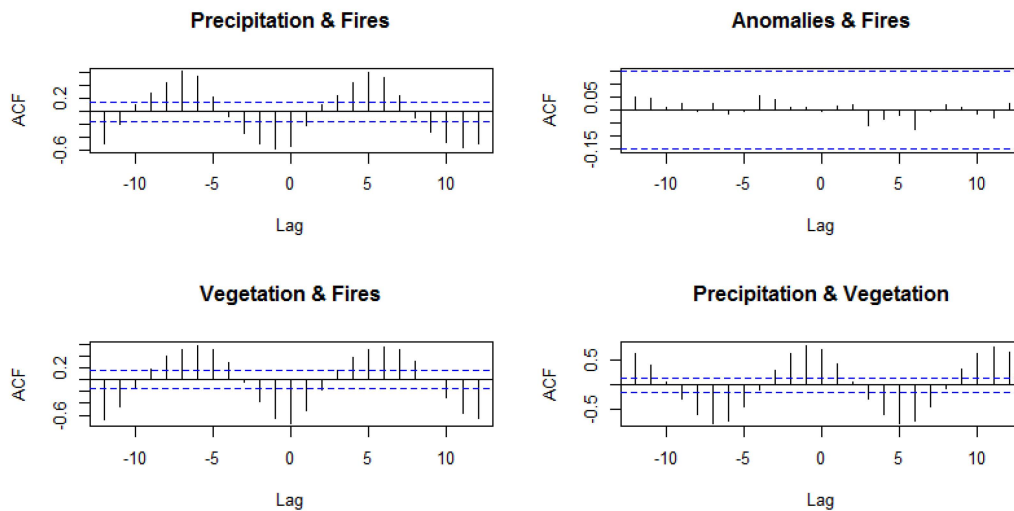 Precipitation & Fires
ACF
0.2
-0.6
-10 -5 0 5 10
Lag
Anomalies & Fires
ACF
0.05
-0.15
-10 -5 0 5 10
Lag
Vegetation & Fires
ACF
0.2
-0.6
-10 -5 0 5 10
Lag
Precipitation & Vegetation
ACF
0.5
-0.5
-10 -5 0 5 10
Lag